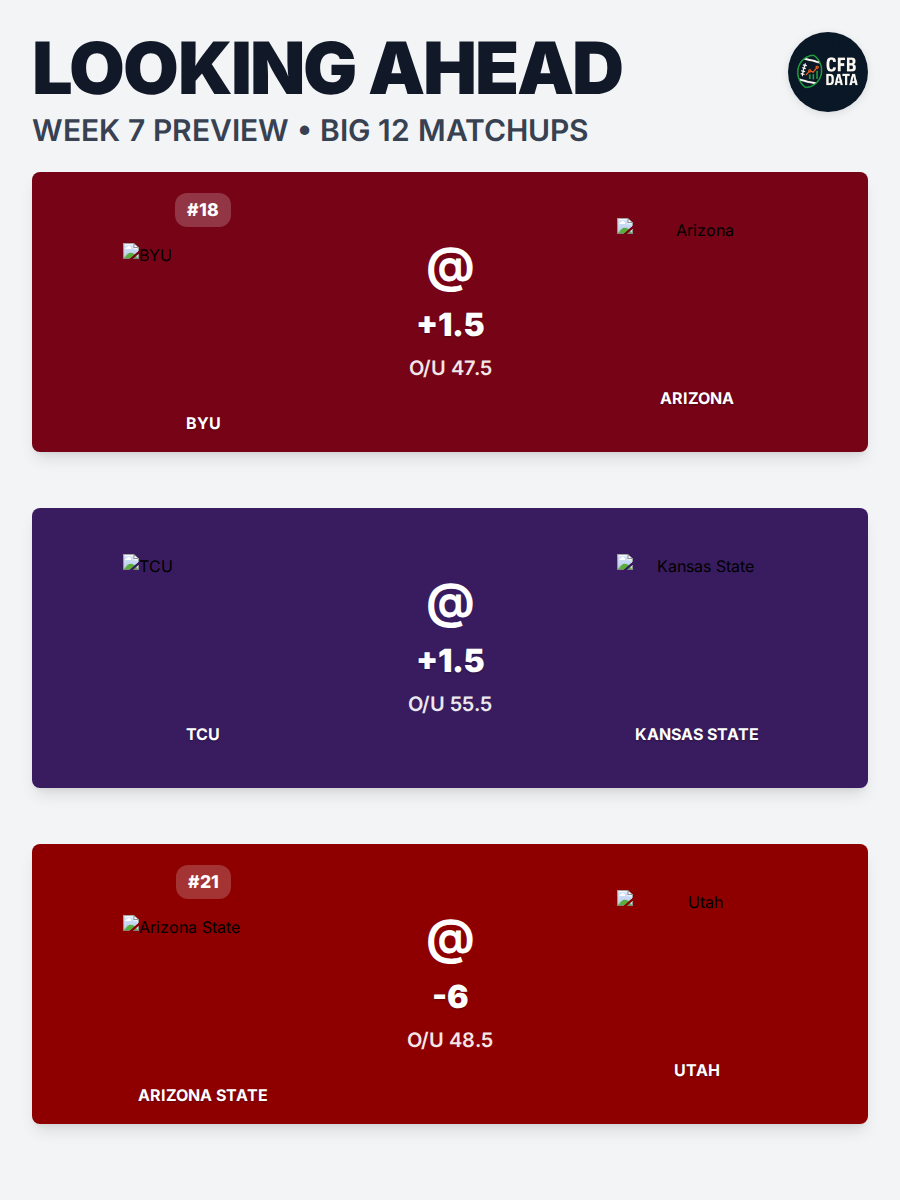 LOOKING AHEAD
CFB
DATA
WEEK 7 PREVIEW • BIG 12 MATCHUPS
#18
BYU
Arizona
@
+1.5
O/U 47.5
ARIZONA
BYU
TCU
Kansas State
@
+1.5
O/U 55.5
TCU
KANSAS STATE
#21
Arizona State
Utah
@
-6
O/U 48.5
UTAH
ARIZONA STATE